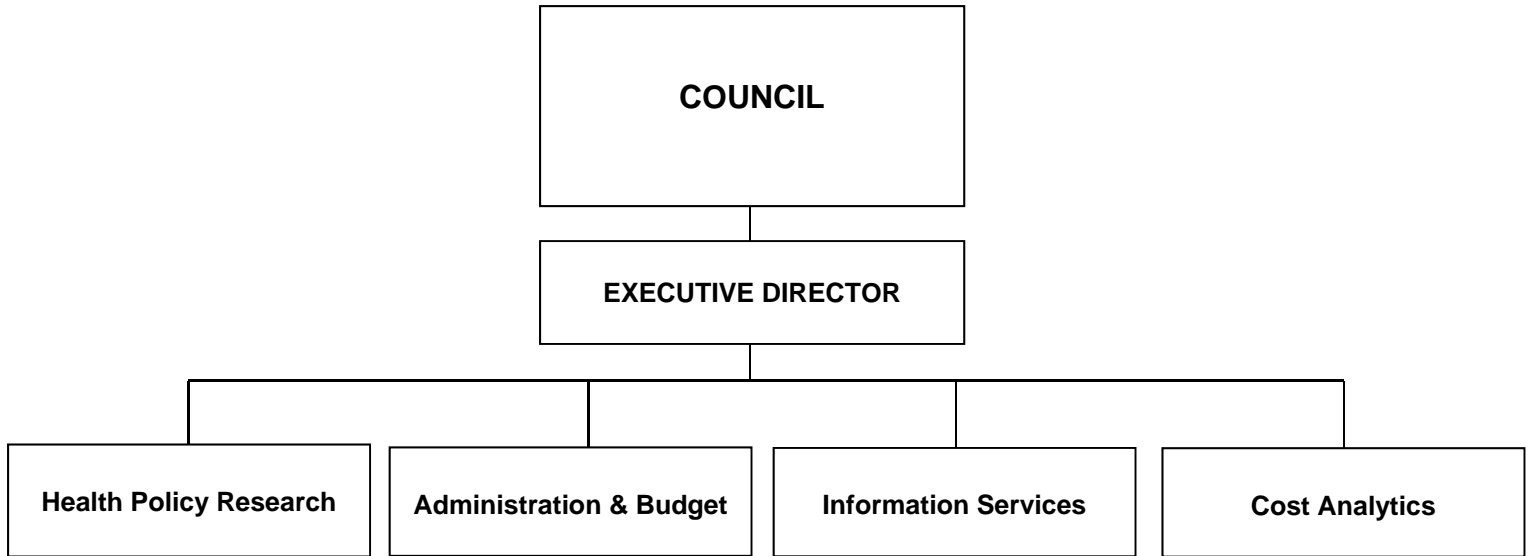 COUNCIL
EXECUTIVE DIRECTOR
Health Policy Research
Administration & Budget
Information Services
Cost Analytics